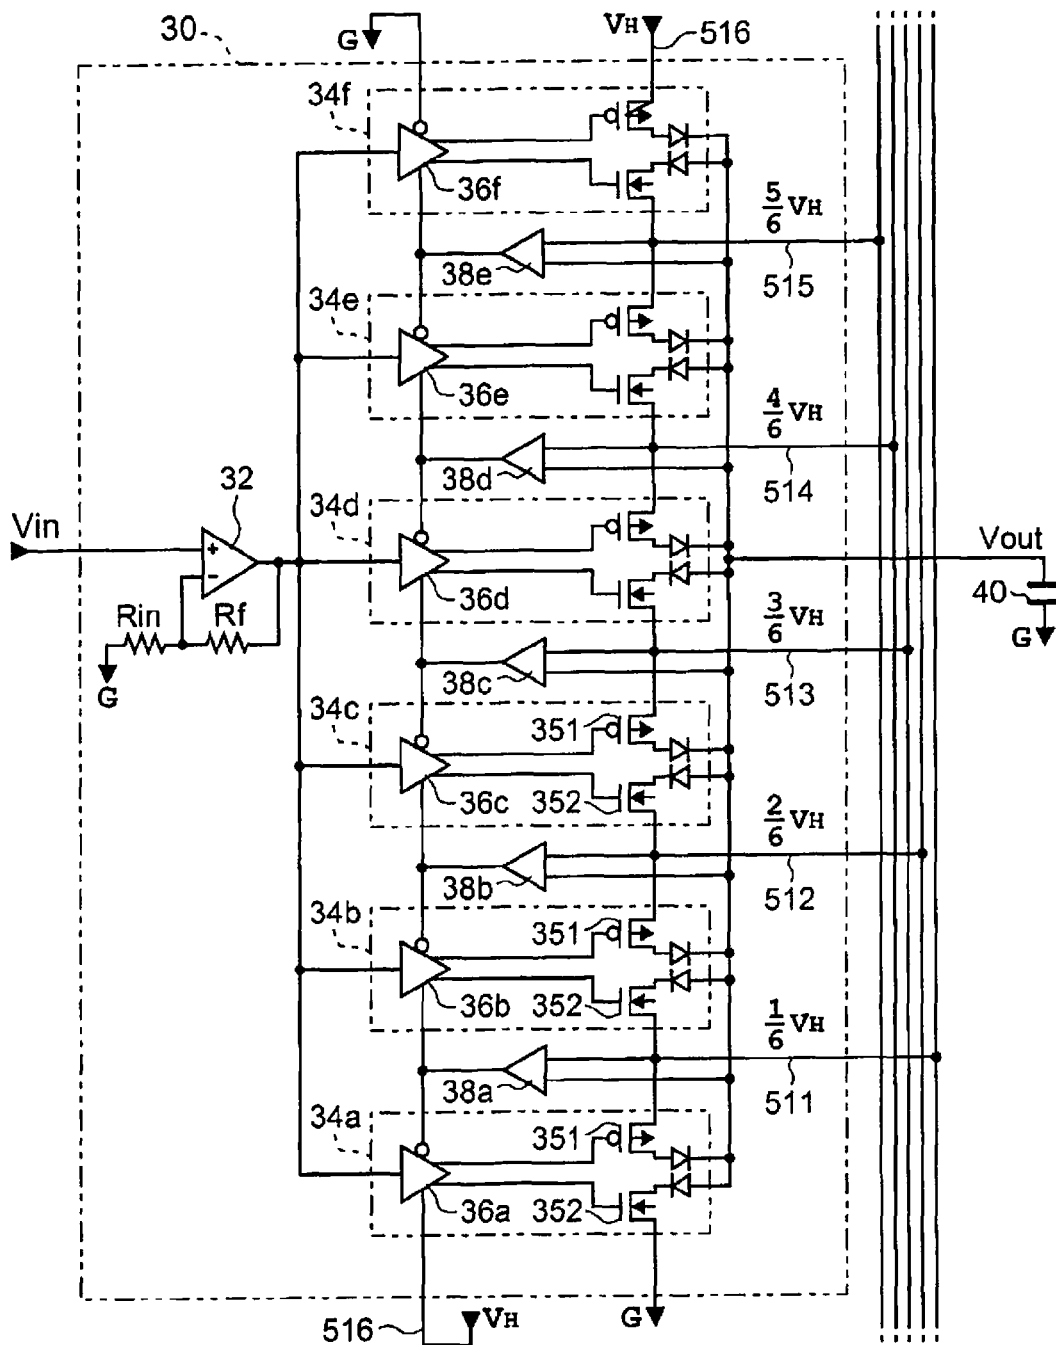 30
G
VH
516
34f
36f
5/6 VH
38e
515
34e
36e
4/6 VH
38d
514
32
Vin
+
-
34d
36d
Vout
40
G
Rin
Rf
G
3/6 VH
38c
513
34c
351
36c
352
2/6 VH
38b
512
34b
351
36b
352
1/6 VH
38a
511
34a
351
36a
352
516
VH
G